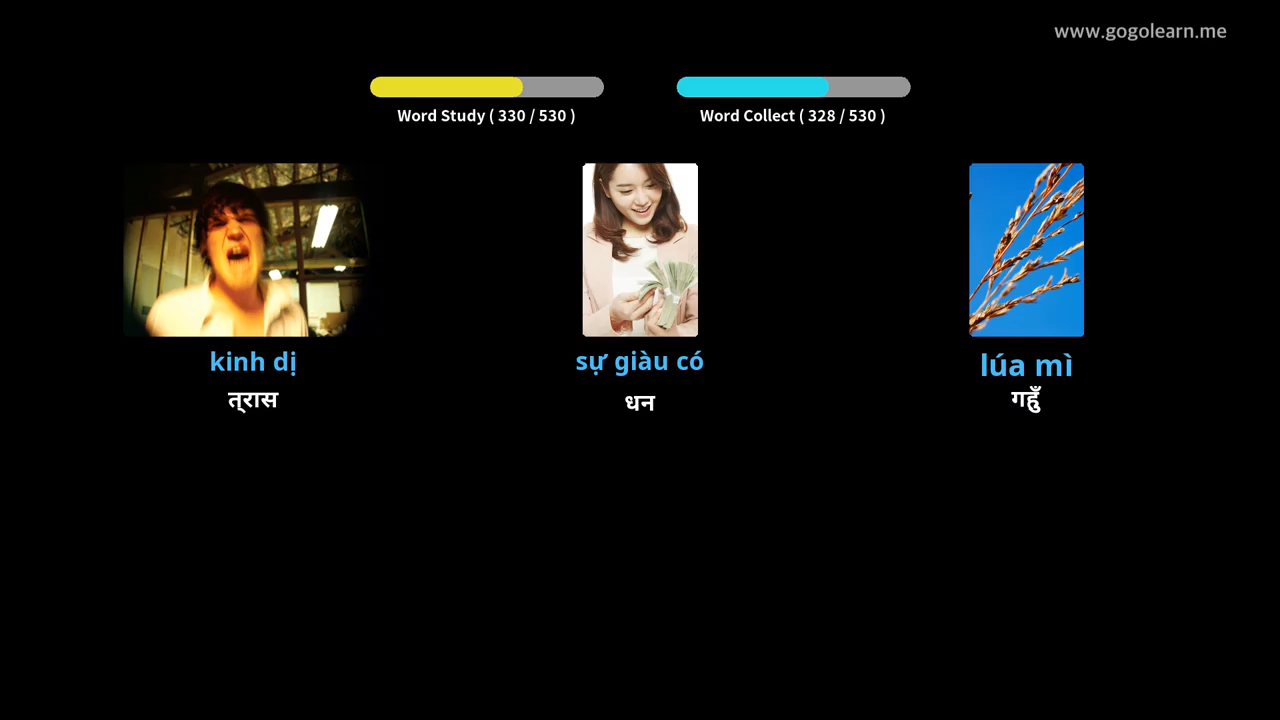 www.gogolearn.me
Word Study ( 330 / 530 )
Word Collect ( 328 / 530 )
kinh dị
sự giàu có
lúa mì
त्रास
धन
गहुँ